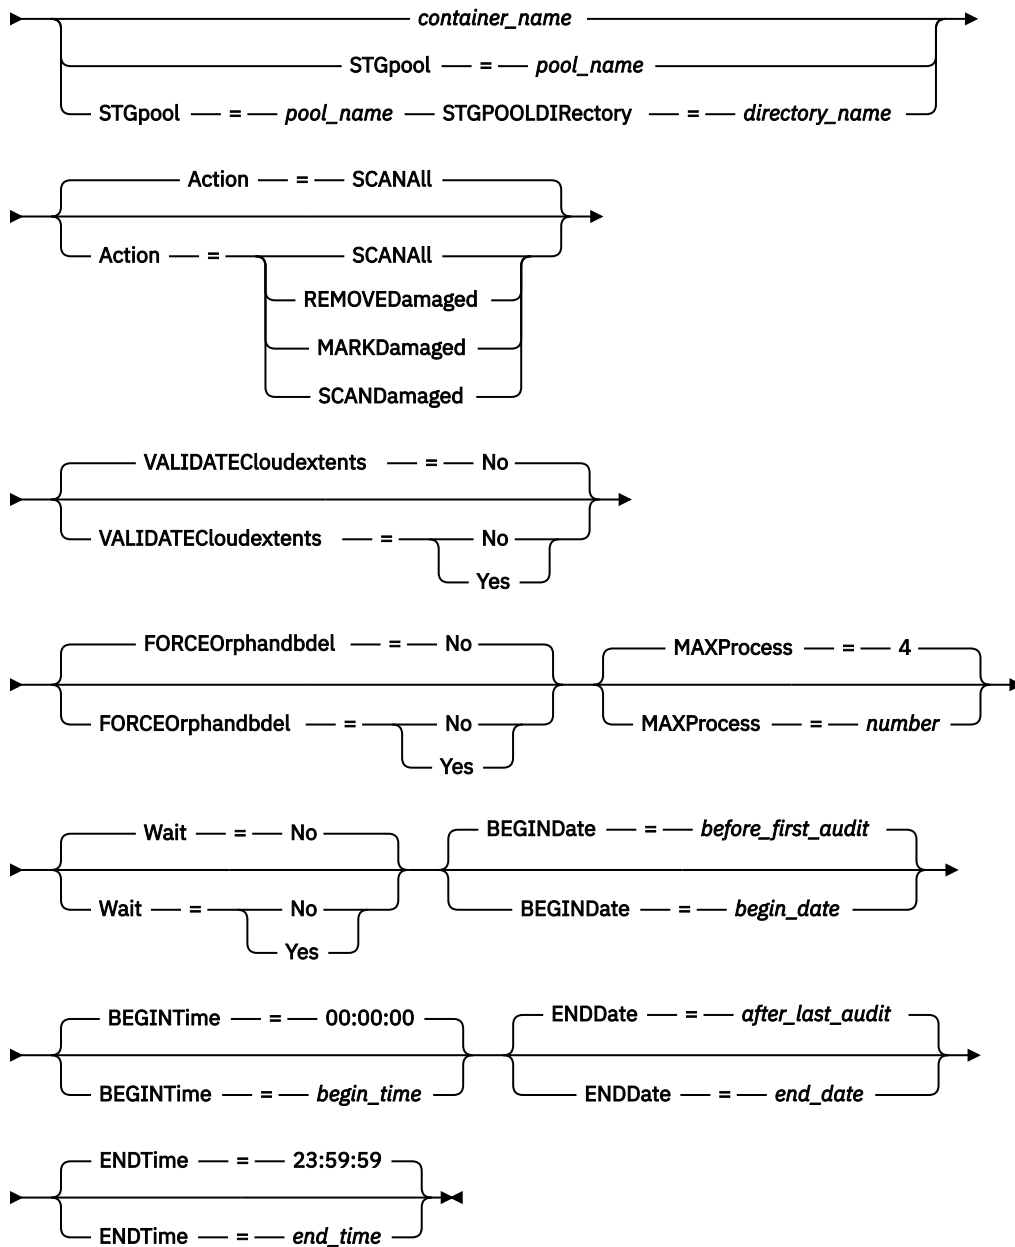 container_name
STGpool = pool_name
STGpool = pool_name STGPOOLDIRectory = directory_name
Action = SCANAll
Action = SCANAll
REMOVEDamaged
MARKDamaged
SCANDamaged
VALIDATECloudextents = No
VALIDATECloudextents = No
Yes
FORCEOrphandbdel = No MAXProcess = 4
FORCEOrphandbdel = No MAXProcess = number
Yes
Wait = No BEGINDate = before_first_audit
Wait = No BEGINDate = begin_date
Yes
BEGINTime = 00:00:00 ENDDate = after_last_audit
BEGINTime = begin_time ENDDate = end_date
ENDTime = 23:59:59
ENDTime = end_time